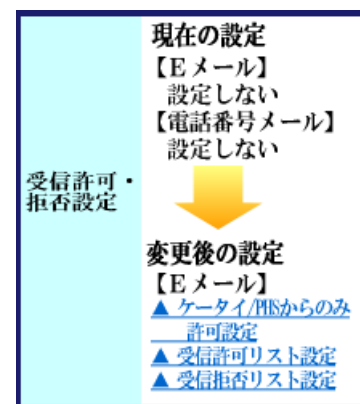 受信許可・
拒否設定
現在の設定
【Eメール】
設定しない
【電話番号メール】
設定しない
変更後の設定
【Eメール】
▲ ケータイ/PHSからのみ
許可設定
▲ 受信許可リスト設定
▲ 受信拒否リスト設定